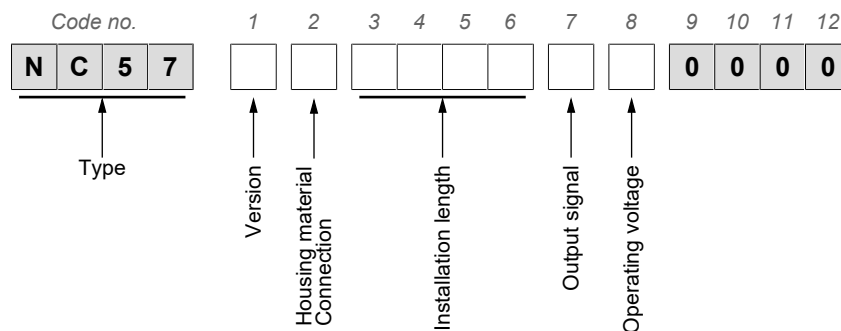 Code no. 1 2 3 4 5 6 7 8 9 10 11 12
N C 5 7 0 0 0 0
Type
Version
Housing material
Connection
Installation length
Output signal
Operating voltage